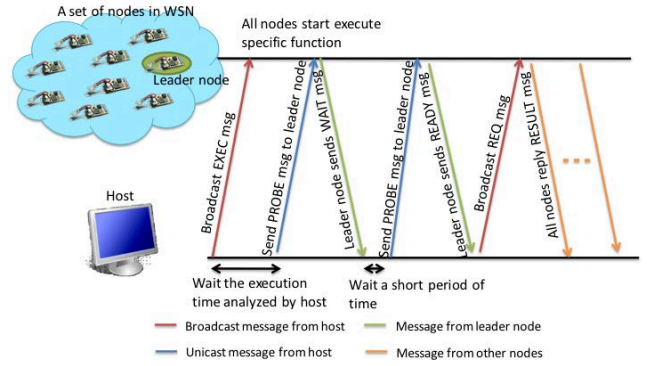 A set of nodes in WSN
All nodes start execute
specific function
Leader node
Host
Broadcast EXEC msg
Send PROBE msg to leader node
Leader node sends WAIT msg
Send PROBE msg to leader node
Leader node sends READY msg
Broadcast REQ msg
All nodes reply RESULT msg
Wait the execution
time analyzed by host
Wait a short period of
time
Broadcast message from host
Message from leader node
Unicast message from host
Message from other nodes